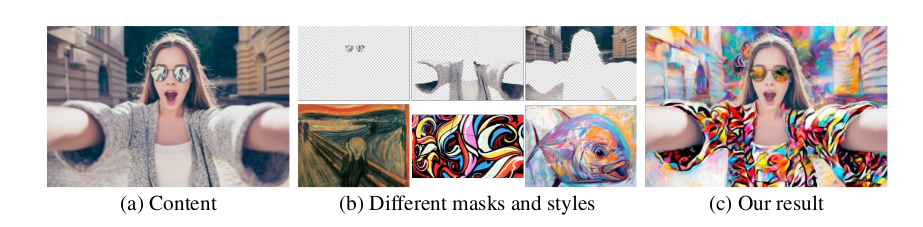 (a) Content
(b) Different masks and styles
(c) Our result